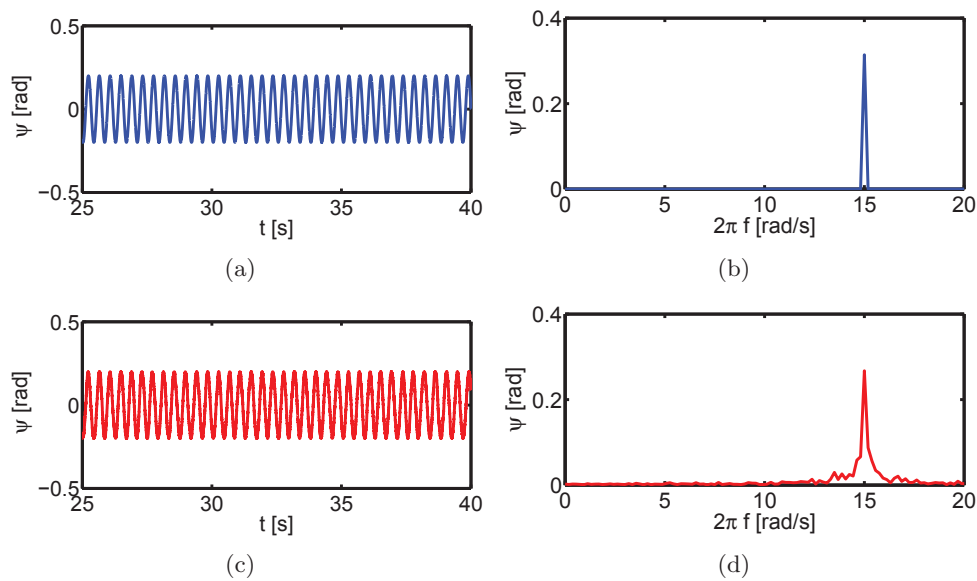 0.5
0
−0.5
ψ [rad]
25 30 35 40
t [s]
(a)
0.4
0.2
0
ψ [rad]
0 5 10 15 20
2π f [rad/s]
(b)
0.5
0
−0.5
ψ [rad]
25 30 35 40
t [s]
(c)
0.4
0.2
0
ψ [rad]
0 5 10 15 20
2π f [rad/s]
(d)